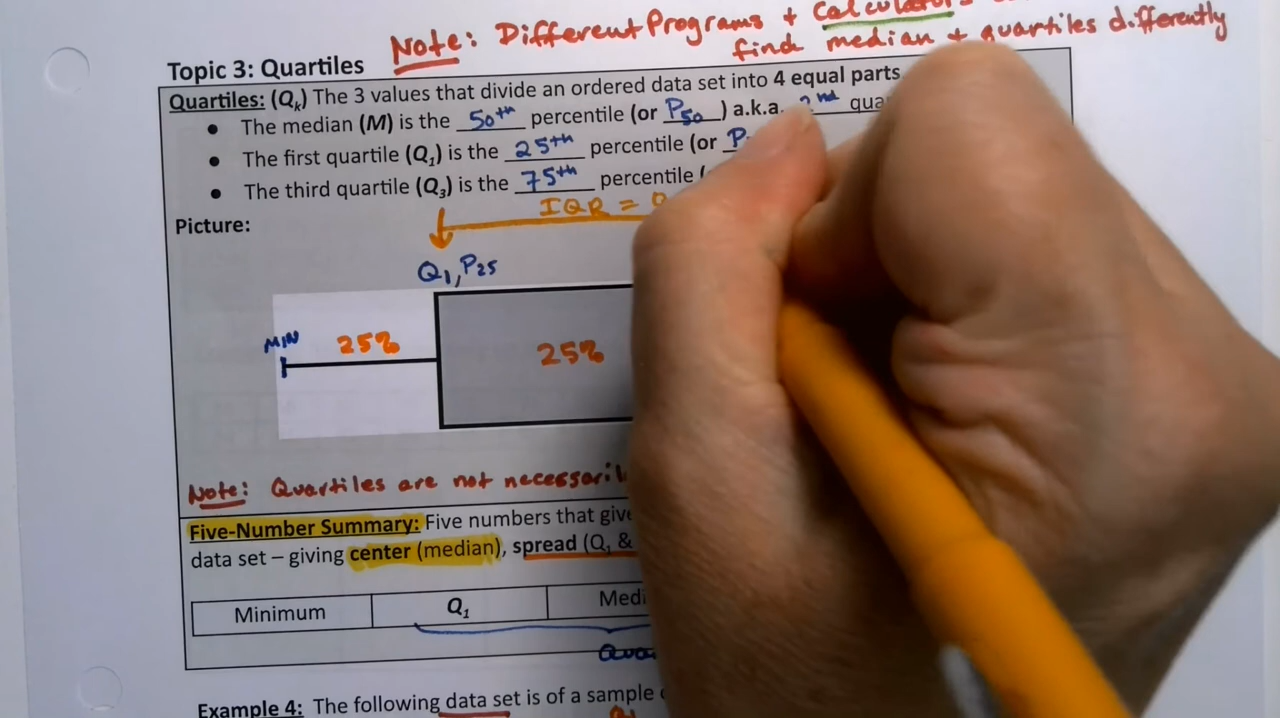 Note: Different Programs + Calculators
find median + quartiles differently
Topic 3: Quartiles
Quartiles: (Qk) The 3 values that divide an ordered data set into 4 equal parts
• The median (M) is the 50th percentile (or P50) a.k.a. 2nd
• The first quartile (Q1) is the 25th percentile (or
• The third quartile (Q3) is the 75th percentile
Picture:
IQR =
Q1, P25
MIN
25%
25%
Note: Quartiles are not
Five-Number Summary: Five numbers that give
data set – giving center (median), spread (Q1 &
Minimum
Q1
Example 4: The following data set is of a sample